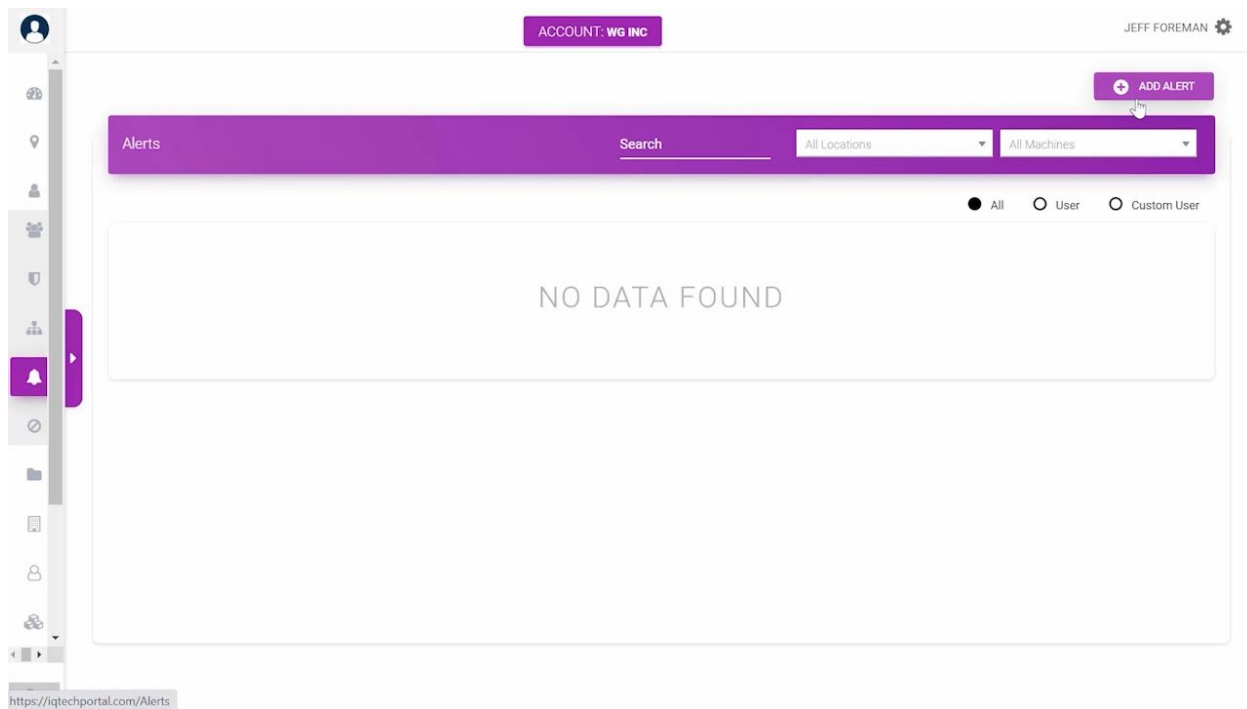 ACCOUNT: WG INC
JEFF FOREMAN
ADD ALERT
Alerts
Search
All Locations
All Machines
All
User
Custom User
NO DATA FOUND
https://iqtechportal.com/Alerts